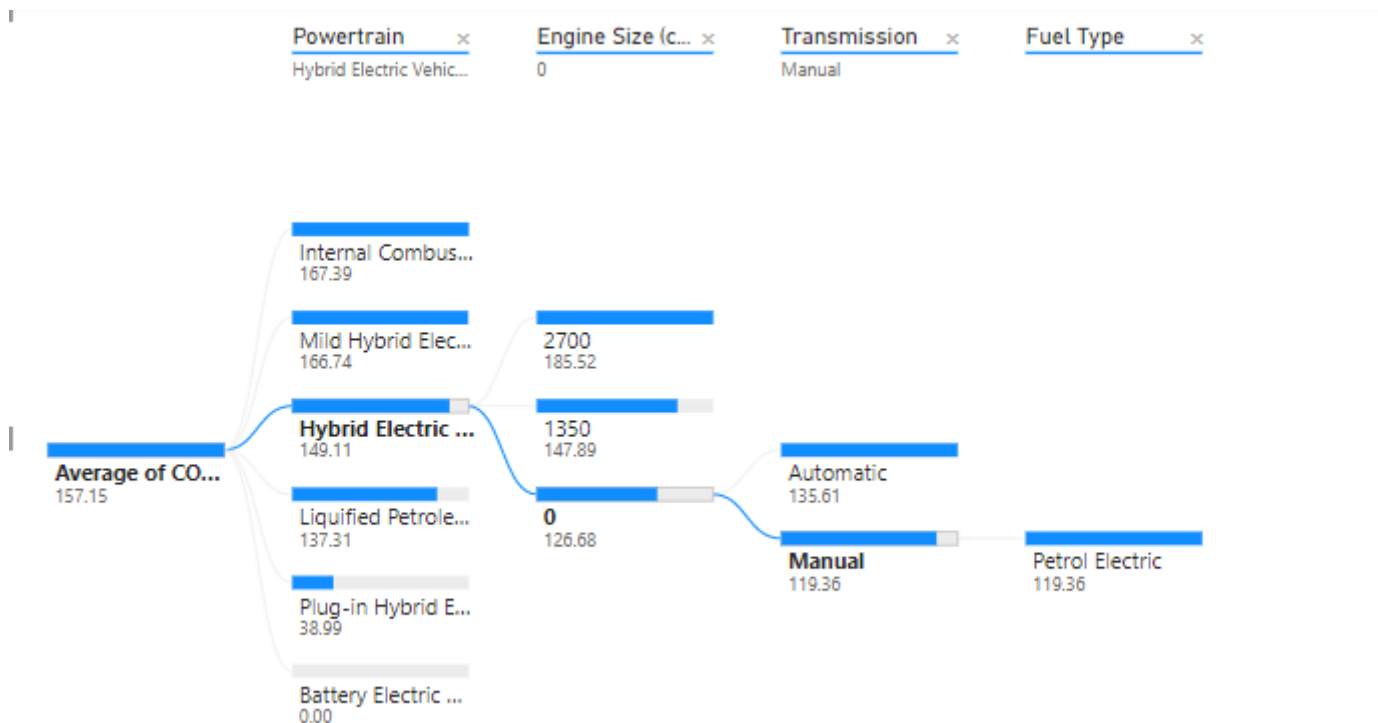 Powertrain ×
Hybrid Electric Vehic...
Engine Size (c... ×
0
Transmission ×
Manual
Fuel Type ×
Average of CO...
157.15
Internal Combus...
167.39
Mild Hybrid Elec...
166.74
Hybrid Electric ...
149.11
Liquified Petrole...
137.31
Plug-in Hybrid E...
38.99
Battery Electric ...
0.00
2700
185.52
1350
147.89
0
126.68
Automatic
135.61
Manual
119.36
Petrol Electric
119.36